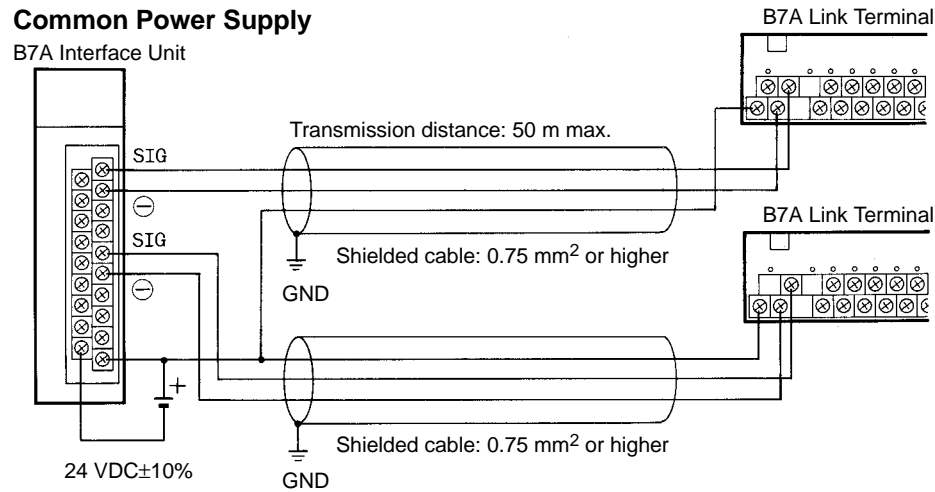 Common Power Supply
B7A Interface Unit
B7A Link Terminal
Transmission distance: 50 m max.
SIG
−
SIG
−
Shielded cable: 0.75 mm² or higher
GND
B7A Link Terminal
+
24 VDC±10%
Shielded cable: 0.75 mm² or higher
GND